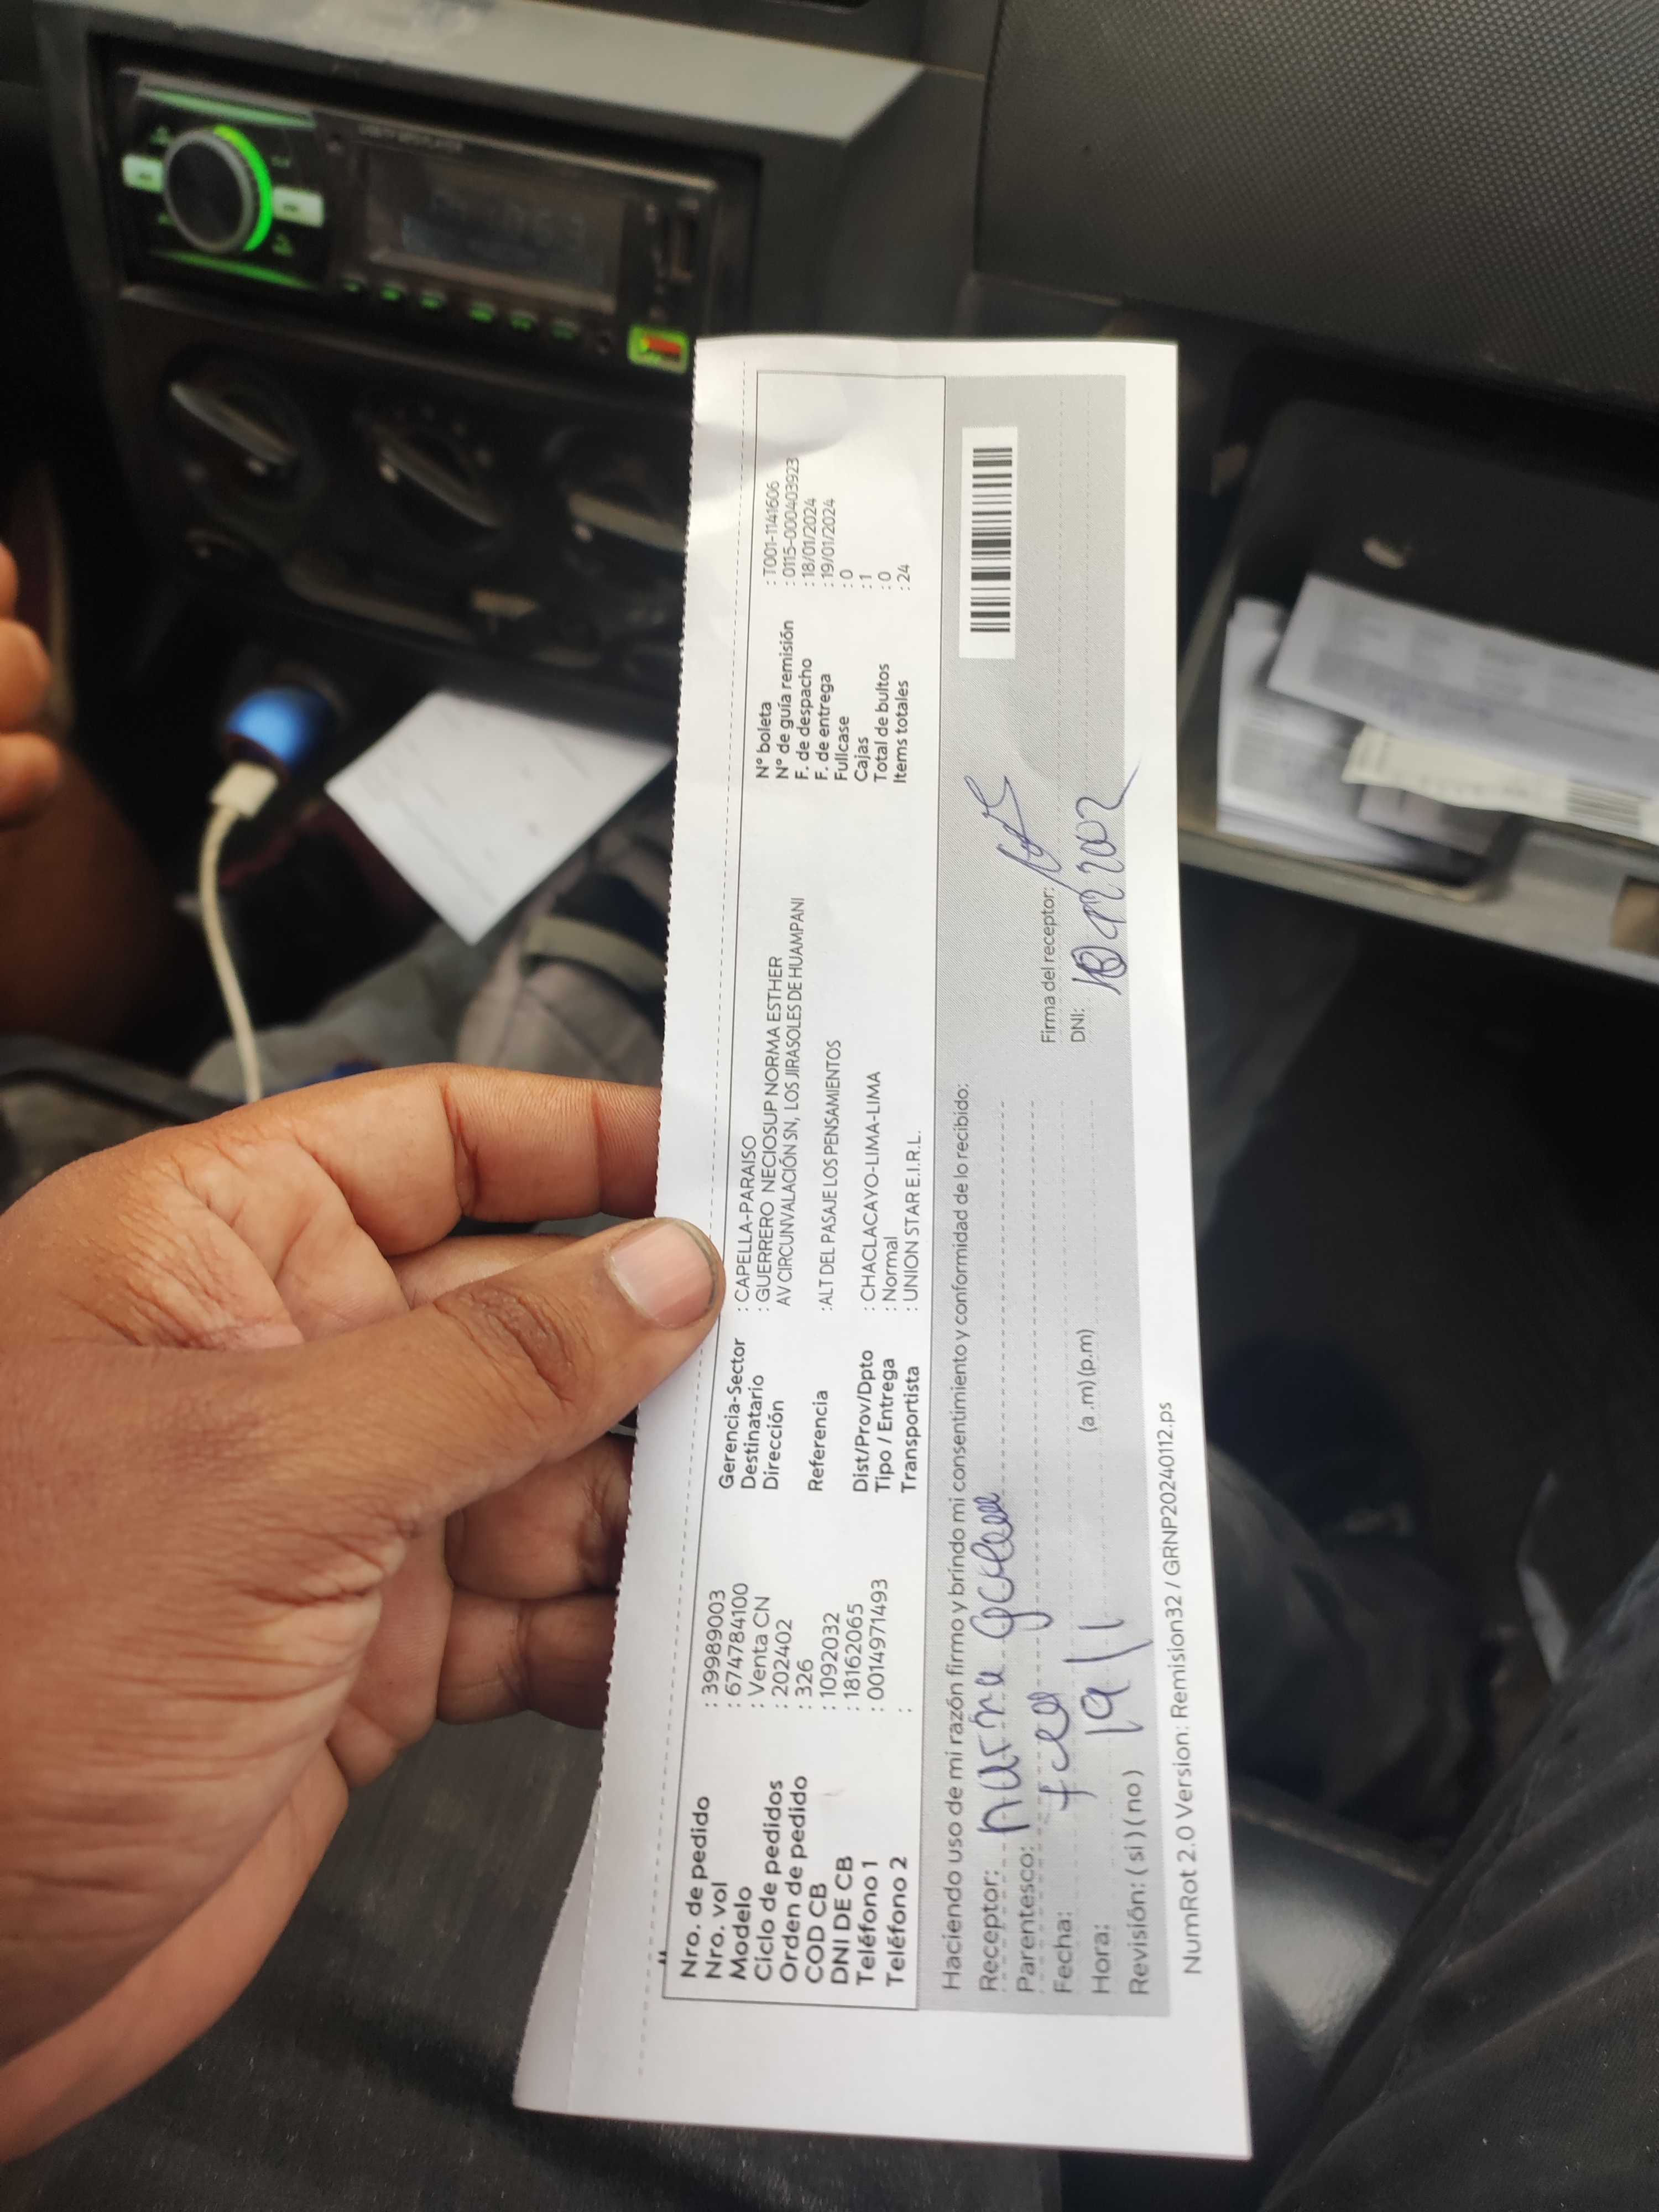 Nro. de pedido : 39989003
Nro. vol : 674784100
Modelo : Venta CN
Ciclo de pedidos : 202402
Orden de pedido : 326
COD CB : 1092032
DNI DE CB : 18162065
Teléfono 1 : 0014971493
Teléfono 2 :
Gerencia-Sector : CAPELLA-PARAISO
Destinatario : GUERRERO NECIOSUP NORMA ESTHER
Dirección AV CIRCUNVALACIÓN SN, LOS JIRASOLES DE HUAMPANI
Referencia : ALT DEL PASAJE LOS PENSAMIENTOS
Dist/Prov/Dpto : CHACLACAYO-LIMA-LIMA
Tipo / Entrega : Normal
Transportista : UNION STAR E.I.R.L.
N° boleta : T001-1141606
N° de guía remisión : 0115-000403923
F. de despacho : 18/01/2024
F. de entrega : 19/01/2024
Fullcase : 0
Cajas : 1
Total de bultos : 0
Items totales : 24
Haciendo uso de mi razón firmo y brindo mi consentimiento y conformidad de lo recibido:
Receptor:
Parentesco:
Fecha: 19/1
Hora: (a .m) (p.m)
Revisión: ( si ) ( no )
Firma del receptor:
DNI:
NumRot 2.0 Version: Remision32 / GRNP20240112.ps